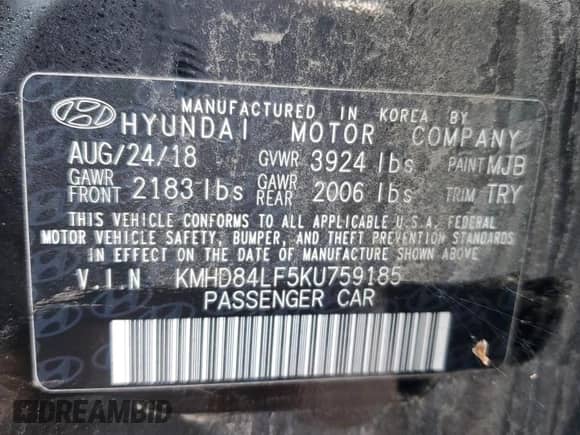 MANUFACTURED IN KOREA BY
HYUNDAI MOTOR COMPANY
AUG/24/18 GVWR 3924 lbs PAINT MJB
GAWR FRONT 2183 lbs GAWR REAR 2006 lbs TRIM TRY
THIS VEHICLE CONFORMS TO ALL APPLICABLE U.S.A. FEDERAL
MOTOR VEHICLE SAFETY, BUMPER, AND THEFT PREVENTION STANDARDS
IN EFFECT ON THE DATE OF MANUFACTURE SHOWN ABOVE.
V.I.N KMHD84LF5KU759185
PASSENGER CAR
DREAMBID